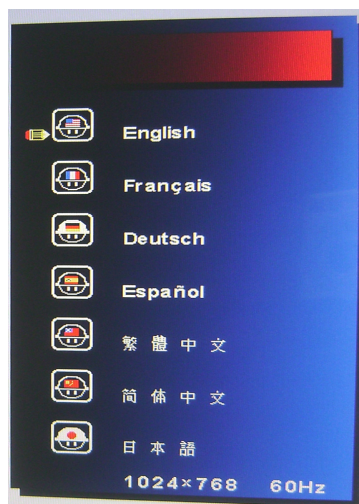 English
Français
Deutsch
Español
繁體中文
简体中文
日本語
1024×768 60Hz